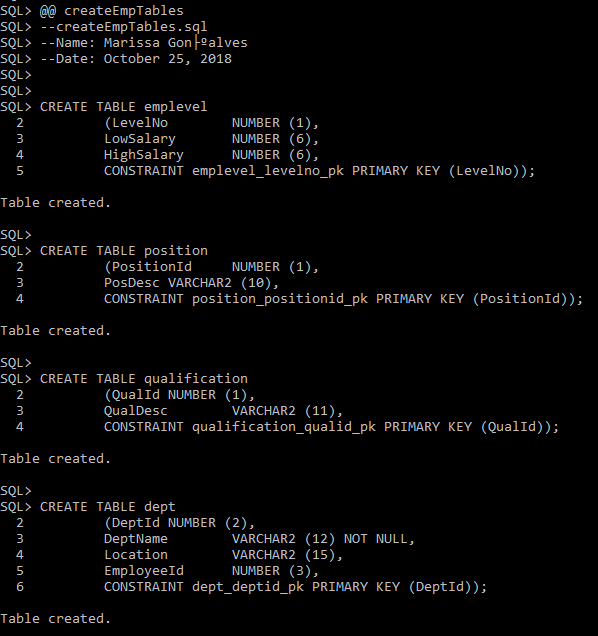 SQL> @@ createEmpTables
SQL> --createEmpTables.sql
SQL> --Name: Marissa Gon├ºalves
SQL> --Date: October 25, 2018
SQL>
SQL>
SQL> CREATE TABLE emplevel
2 (LevelNo NUMBER (1),
3 LowSalary NUMBER (6),
4 HighSalary NUMBER (6),
5 CONSTRAINT emplevel_levelno_pk PRIMARY KEY (LevelNo));
Table created.
SQL>
SQL> CREATE TABLE position
2 (PositionId NUMBER (1),
3 PosDesc VARCHAR2 (10),
4 CONSTRAINT position_positionid_pk PRIMARY KEY (PositionId));
Table created.
SQL>
SQL> CREATE TABLE qualification
2 (QualId NUMBER (1),
3 QualDesc VARCHAR2 (11),
4 CONSTRAINT qualification_qualid_pk PRIMARY KEY (QualId));
Table created.
SQL>
SQL> CREATE TABLE dept
2 (DeptId NUMBER (2),
3 DeptName VARCHAR2 (12) NOT NULL,
4 Location VARCHAR2 (15),
5 EmployeeId NUMBER (3),
6 CONSTRAINT dept_deptid_pk PRIMARY KEY (DeptId));
Table created.